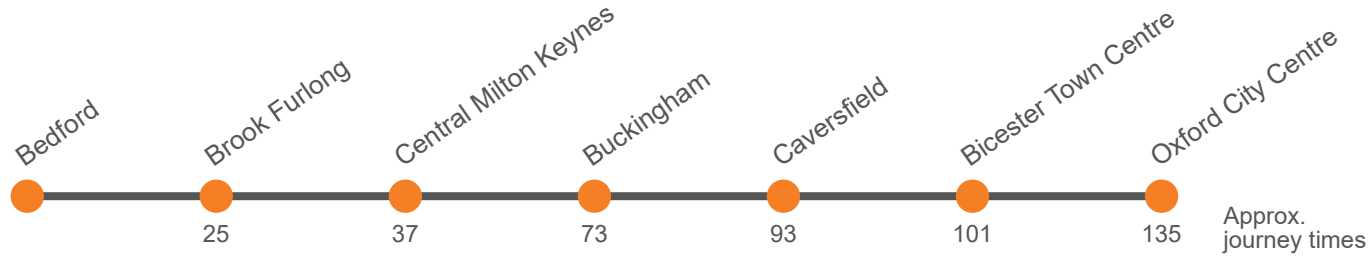 Bedford
Brook Furlong
Central Milton Keynes
Buckingham
Caversfield
Bicester Town Centre
Oxford City Centre
25
37
73
93
101
135
Approx.
journey times